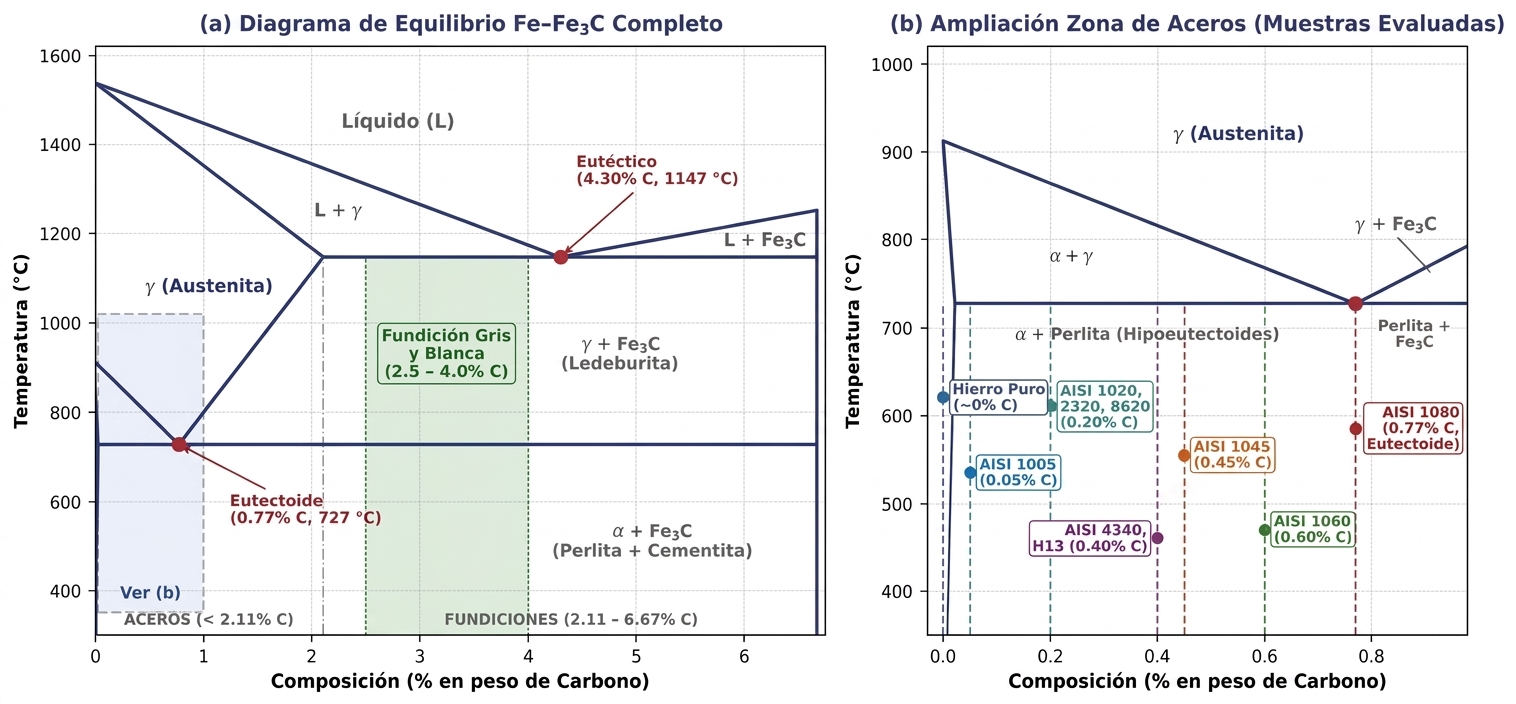 (a) Diagrama de Equilibrio Fe–Fe₃C Completo
1600
1400
1200
1000
800
600
400
Temperatura (°C)
Líquido (L)
Eutéctico
(4.30% C, 1147 °C)
L + γ
L + Fe₃C
γ (Austenita)
Fundición Gris
y Blanca
(2.5 – 4.0% C)
γ + Fe₃C
(Ledeburita)
Eutectoide
(0.77% C, 727 °C)
α + Fe₃C
(Perlita + Cementita)
Ver (b)
ACEROS (< 2.11% C)
FUNDICIONES (2.11 – 6.67% C)
0 1 2 3 4 5 6
Composición (% en peso de Carbono)
(b) Ampliación Zona de Aceros (Muestras Evaluadas)
1000
900
800
700
600
500
400
Temperatura (°C)
γ (Austenita)
γ + Fe₃C
α + γ
α + Perlita (Hipoeutectoides)
Perlita +
Fe₃C
Hierro Puro
(~0% C)
AISI 1020,
2320, 8620
(0.20% C)
AISI 1080
(0.77% C,
Eutectoide)
AISI 1045
(0.45% C)
AISI 1005
(0.05% C)
AISI 4340,
H13 (0.40% C)
AISI 1060
(0.60% C)
0.0 0.2 0.4 0.6 0.8
Composición (% en peso de Carbono)